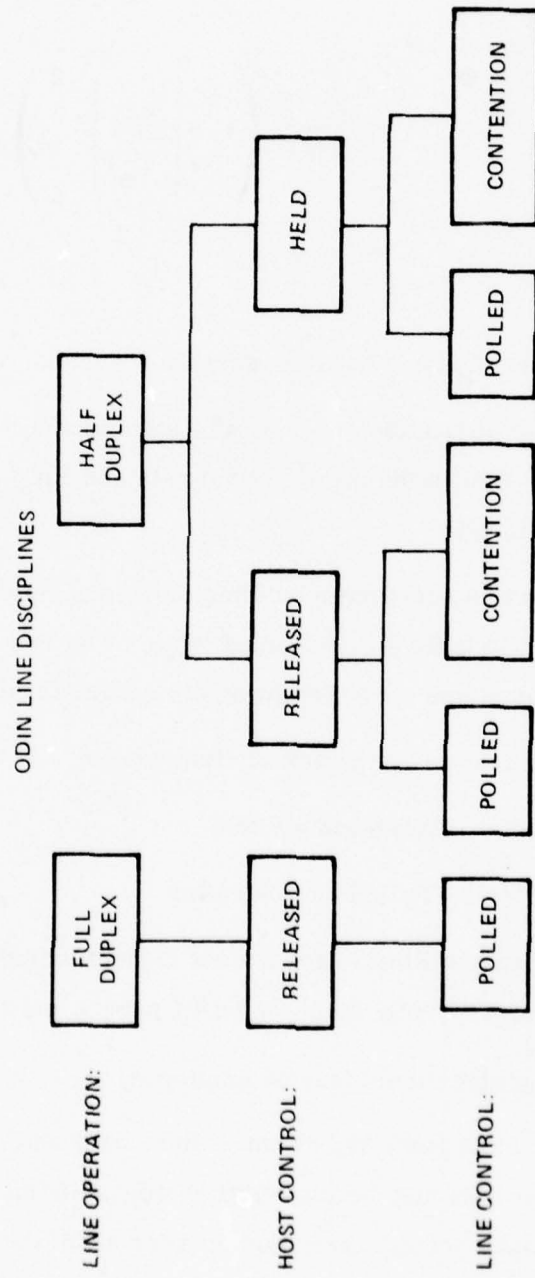 ODIN LINE DISCIPLINES
LINE OPERATION:
FULL
DUPLEX
HALF
DUPLEX
HOST CONTROL:
RELEASED
RELEASED
HELD
LINE CONTROL:
POLLED
POLLED
CONTENTION
POLLED
CONTENTION